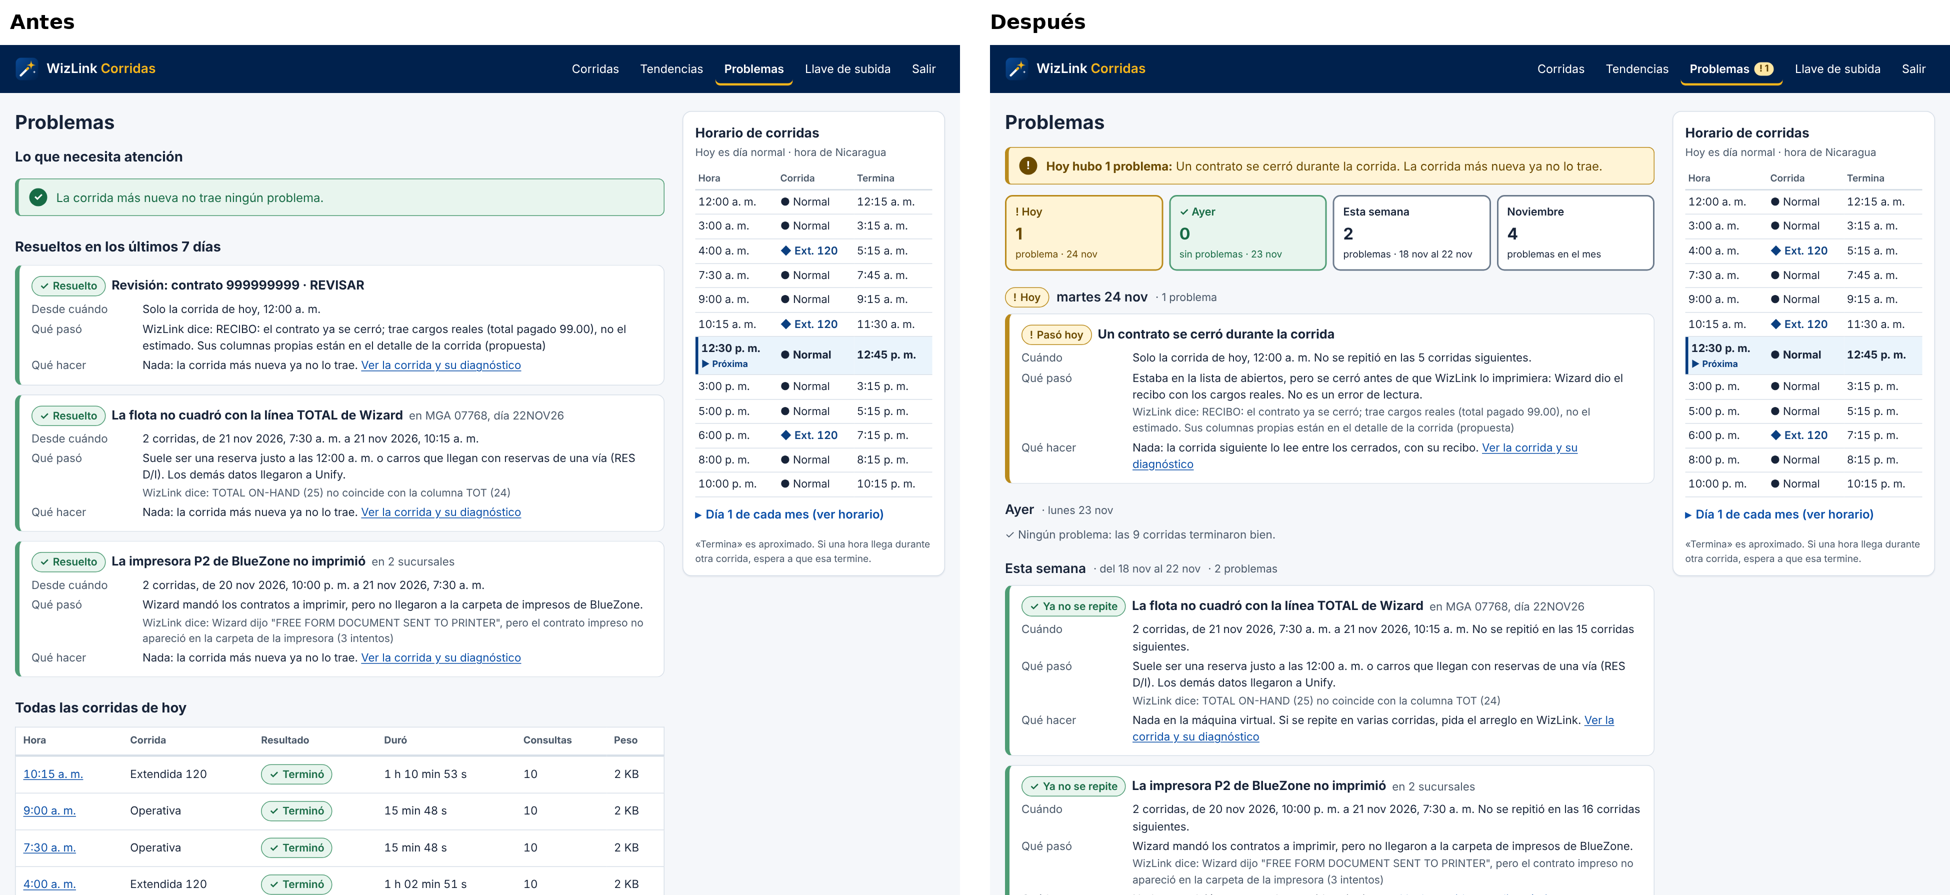 Antes
WizLink Corridas
Corridas Tendencias Problemas Llave de subida Salir
Problemas
Lo que necesita atención
La corrida más nueva no trae ningún problema.
Resueltos en los últimos 7 días
✓ Resuelto Revisión: contrato 999999999 · REVISAR
Desde cuándo Solo la corrida de hoy, 12:00 a. m.
Qué pasó WizLink dice: RECIBO: el contrato ya se cerró; trae cargos reales (total pagado 99.00), no el
estimado. Sus columnas propias están en el detalle de la corrida (propuesta)
Qué hacer Nada: la corrida más nueva ya no lo trae. Ver la corrida y su diagnóstico
✓ Resuelto La flota no cuadró con la línea TOTAL de Wizard en MGA 07768, día 22NOV26
Desde cuándo 2 corridas, de 21 nov 2026, 7:30 a. m. a 21 nov 2026, 10:15 a. m.
Qué pasó Suele ser una reserva justo a las 12:00 a. m. o carros que llegan con reservas de una vía (RES
D/I). Los demás datos llegaron a Unify.
WizLink dice: TOTAL ON-HAND (25) no coincide con la columna TOT (24)
Qué hacer Nada: la corrida más nueva ya no lo trae. Ver la corrida y su diagnóstico
✓ Resuelto La impresora P2 de BlueZone no imprimió en 2 sucursales
Desde cuándo 2 corridas, de 20 nov 2026, 10:00 p. m. a 21 nov 2026, 7:30 a. m.
Qué pasó Wizard mandó los contratos a imprimir, pero no llegaron a la carpeta de impresos de BlueZone.
WizLink dice: Wizard dijo "FREE FORM DOCUMENT SENT TO PRINTER", pero el contrato impreso no
apareció en la carpeta de la impresora (3 intentos)
Qué hacer Nada: la corrida más nueva ya no lo trae. Ver la corrida y su diagnóstico
Todas las corridas de hoy
Hora Corrida Resultado Duró Consultas Peso
10:15 a. m. Extendida 120 ✓ Terminó 1 h 10 min 53 s 10 2 KB
9:00 a. m. Operativa ✓ Terminó 15 min 48 s 10 2 KB
7:30 a. m. Operativa ✓ Terminó 15 min 48 s 10 2 KB
4:00 a. m. Extendida 120 ✓ Terminó 1 h 02 min 51 s 10 2 KB
Horario de corridas
Hoy es día normal · hora de Nicaragua
Hora Corrida Termina
12:00 a. m. ● Normal 12:15 a. m.
3:00 a. m. ● Normal 3:15 a. m.
4:00 a. m. ◆ Ext. 120 5:15 a. m.
7:30 a. m. ● Normal 7:45 a. m.
9:00 a. m. ● Normal 9:15 a. m.
10:15 a. m. ◆ Ext. 120 11:30 a. m.
12:30 p. m. ● Normal 12:45 p. m.
▶ Próxima
3:00 p. m. ● Normal 3:15 p. m.
5:00 p. m. ● Normal 5:15 p. m.
6:00 p. m. ◆ Ext. 120 7:15 p. m.
8:00 p. m. ● Normal 8:15 p. m.
10:00 p. m. ● Normal 10:15 p. m.
▸ Día 1 de cada mes (ver horario)
«Termina» es aproximado. Si una hora llega durante
otra corrida, espera a que esa termine.
Después
WizLink Corridas
Corridas Tendencias Problemas ! 1 Llave de subida Salir
Problemas
! Hoy hubo 1 problema: Un contrato se cerró durante la corrida. La corrida más nueva ya no lo trae.
! Hoy
1
problema · 24 nov
✓ Ayer
0
sin problemas · 23 nov
Esta semana
2
problemas · 18 nov al 22 nov
Noviembre
4
problemas en el mes
! Hoy martes 24 nov · 1 problema
! Pasó hoy Un contrato se cerró durante la corrida
Cuándo Solo la corrida de hoy, 12:00 a. m. No se repitió en las 5 corridas siguientes.
Qué pasó Estaba en la lista de abiertos, pero se cerró antes de que WizLink lo imprimiera: Wizard dio el
recibo con los cargos reales. No es un error de lectura.
WizLink dice: RECIBO: el contrato ya se cerró; trae cargos reales (total pagado 99.00), no el
estimado. Sus columnas propias están en el detalle de la corrida (propuesta)
Qué hacer Nada: la corrida siguiente lo lee entre los cerrados, con su recibo. Ver la corrida y su
diagnóstico
Ayer · lunes 23 nov
✓ Ningún problema: las 9 corridas terminaron bien.
Esta semana · del 18 nov al 22 nov · 2 problemas
✓ Ya no se repite La flota no cuadró con la línea TOTAL de Wizard en MGA 07768, día 22NOV26
Cuándo 2 corridas, de 21 nov 2026, 7:30 a. m. a 21 nov 2026, 10:15 a. m. No se repitió en las 15 corridas
siguientes.
Qué pasó Suele ser una reserva justo a las 12:00 a. m. o carros que llegan con reservas de una vía (RES
D/I). Los demás datos llegaron a Unify.
WizLink dice: TOTAL ON-HAND (25) no coincide con la columna TOT (24)
Qué hacer Nada en la máquina virtual. Si se repite en varias corridas, pida el arreglo en WizLink. Ver la
corrida y su diagnóstico
✓ Ya no se repite La impresora P2 de BlueZone no imprimió en 2 sucursales
Cuándo 2 corridas, de 20 nov 2026, 10:00 p. m. a 21 nov 2026, 7:30 a. m. No se repitió en las 16 corridas
siguientes.
Qué pasó Wizard mandó los contratos a imprimir, pero no llegaron a la carpeta de impresos de BlueZone.
WizLink dice: Wizard dijo "FREE FORM DOCUMENT SENT TO PRINTER", pero el contrato impreso no
apareció en la carpeta de la impresora (3 intentos)
Horario de corridas
Hoy es día normal · hora de Nicaragua
Hora Corrida Termina
12:00 a. m. ● Normal 12:15 a. m.
3:00 a. m. ● Normal 3:15 a. m.
4:00 a. m. ◆ Ext. 120 5:15 a. m.
7:30 a. m. ● Normal 7:45 a. m.
9:00 a. m. ● Normal 9:15 a. m.
10:15 a. m. ◆ Ext. 120 11:30 a. m.
12:30 p. m. ● Normal 12:45 p. m.
▶ Próxima
3:00 p. m. ● Normal 3:15 p. m.
5:00 p. m. ● Normal 5:15 p. m.
6:00 p. m. ◆ Ext. 120 7:15 p. m.
8:00 p. m. ● Normal 8:15 p. m.
10:00 p. m. ● Normal 10:15 p. m.
▸ Día 1 de cada mes (ver horario)
«Termina» es aproximado. Si una hora llega durante
otra corrida, espera a que esa termine.